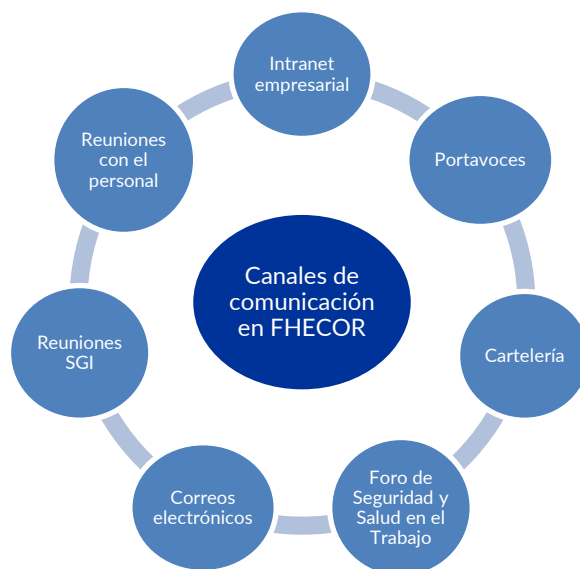 Intranet
empresarial
Portavoces
Cartelería
Foro de
Seguridad y
Salud en el
Trabajo
Correos
electrónicos
Reuniones
SGI
Reuniones
con el
personal
Canales de
comunicación
en FHECOR